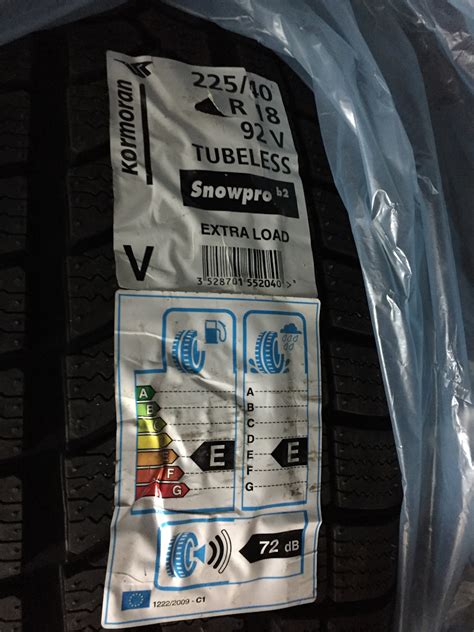 kormoran
225/40
R 18
92 V
TUBELESS
Snowpro b2
EXTRA LOAD
V
3 528701 552040 >
A
E
F
G
E
A
B
C
D
E
F
G
E
72 dB
1222/2009 - C1